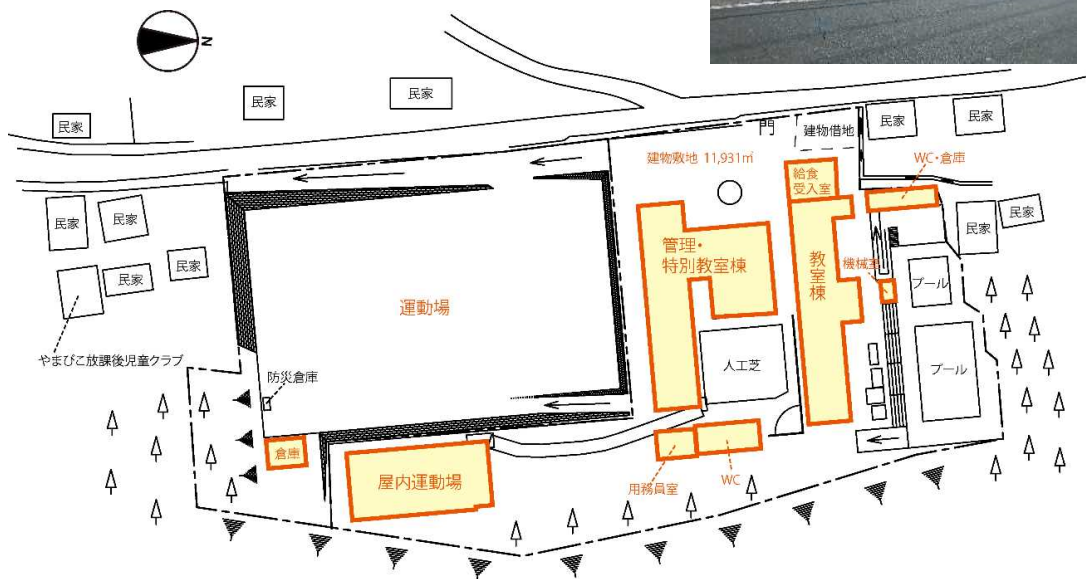 N
民家
民家
民家
門
建物借地
民家
民家
建物敷地 11,931㎡
給食
受入室
WC・倉庫
民家
民家
民家
民家
民家
民家
管理・
特別教室棟
教室棟
機械室
プール
運動場
やまびこ放課後児童クラブ
防災倉庫
人工芝
プール
倉庫
屋内運動場
用務員室
WC